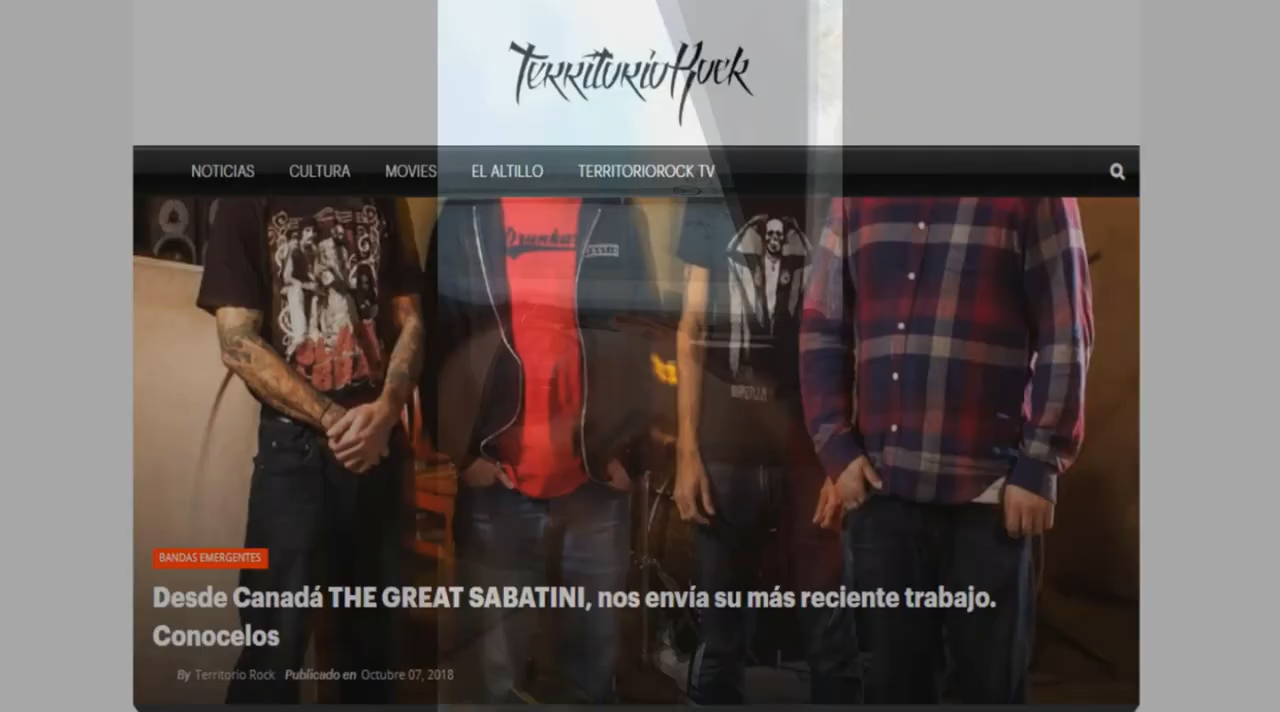 TerritorioRock
NOTICIAS CULTURA MOVIES EL ALTILLO TERRITORIOROCK TV
BANDAS EMERGENTES
Desde Canadá THE GREAT SABATINI, nos envía su más reciente trabajo.
Conocelos
By Territorio Rock Publicado en Octubre 07, 2018